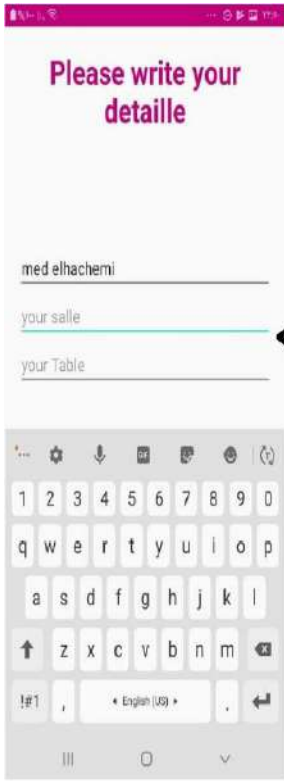 Please write your
detaille
med elhachemi
your salle
your Table
GIF
1 2 3 4 5 6 7 8 9 0
q w e r t y u i o p
a s d f g h j k l
z x c v b n m
!#1 , English (US) .